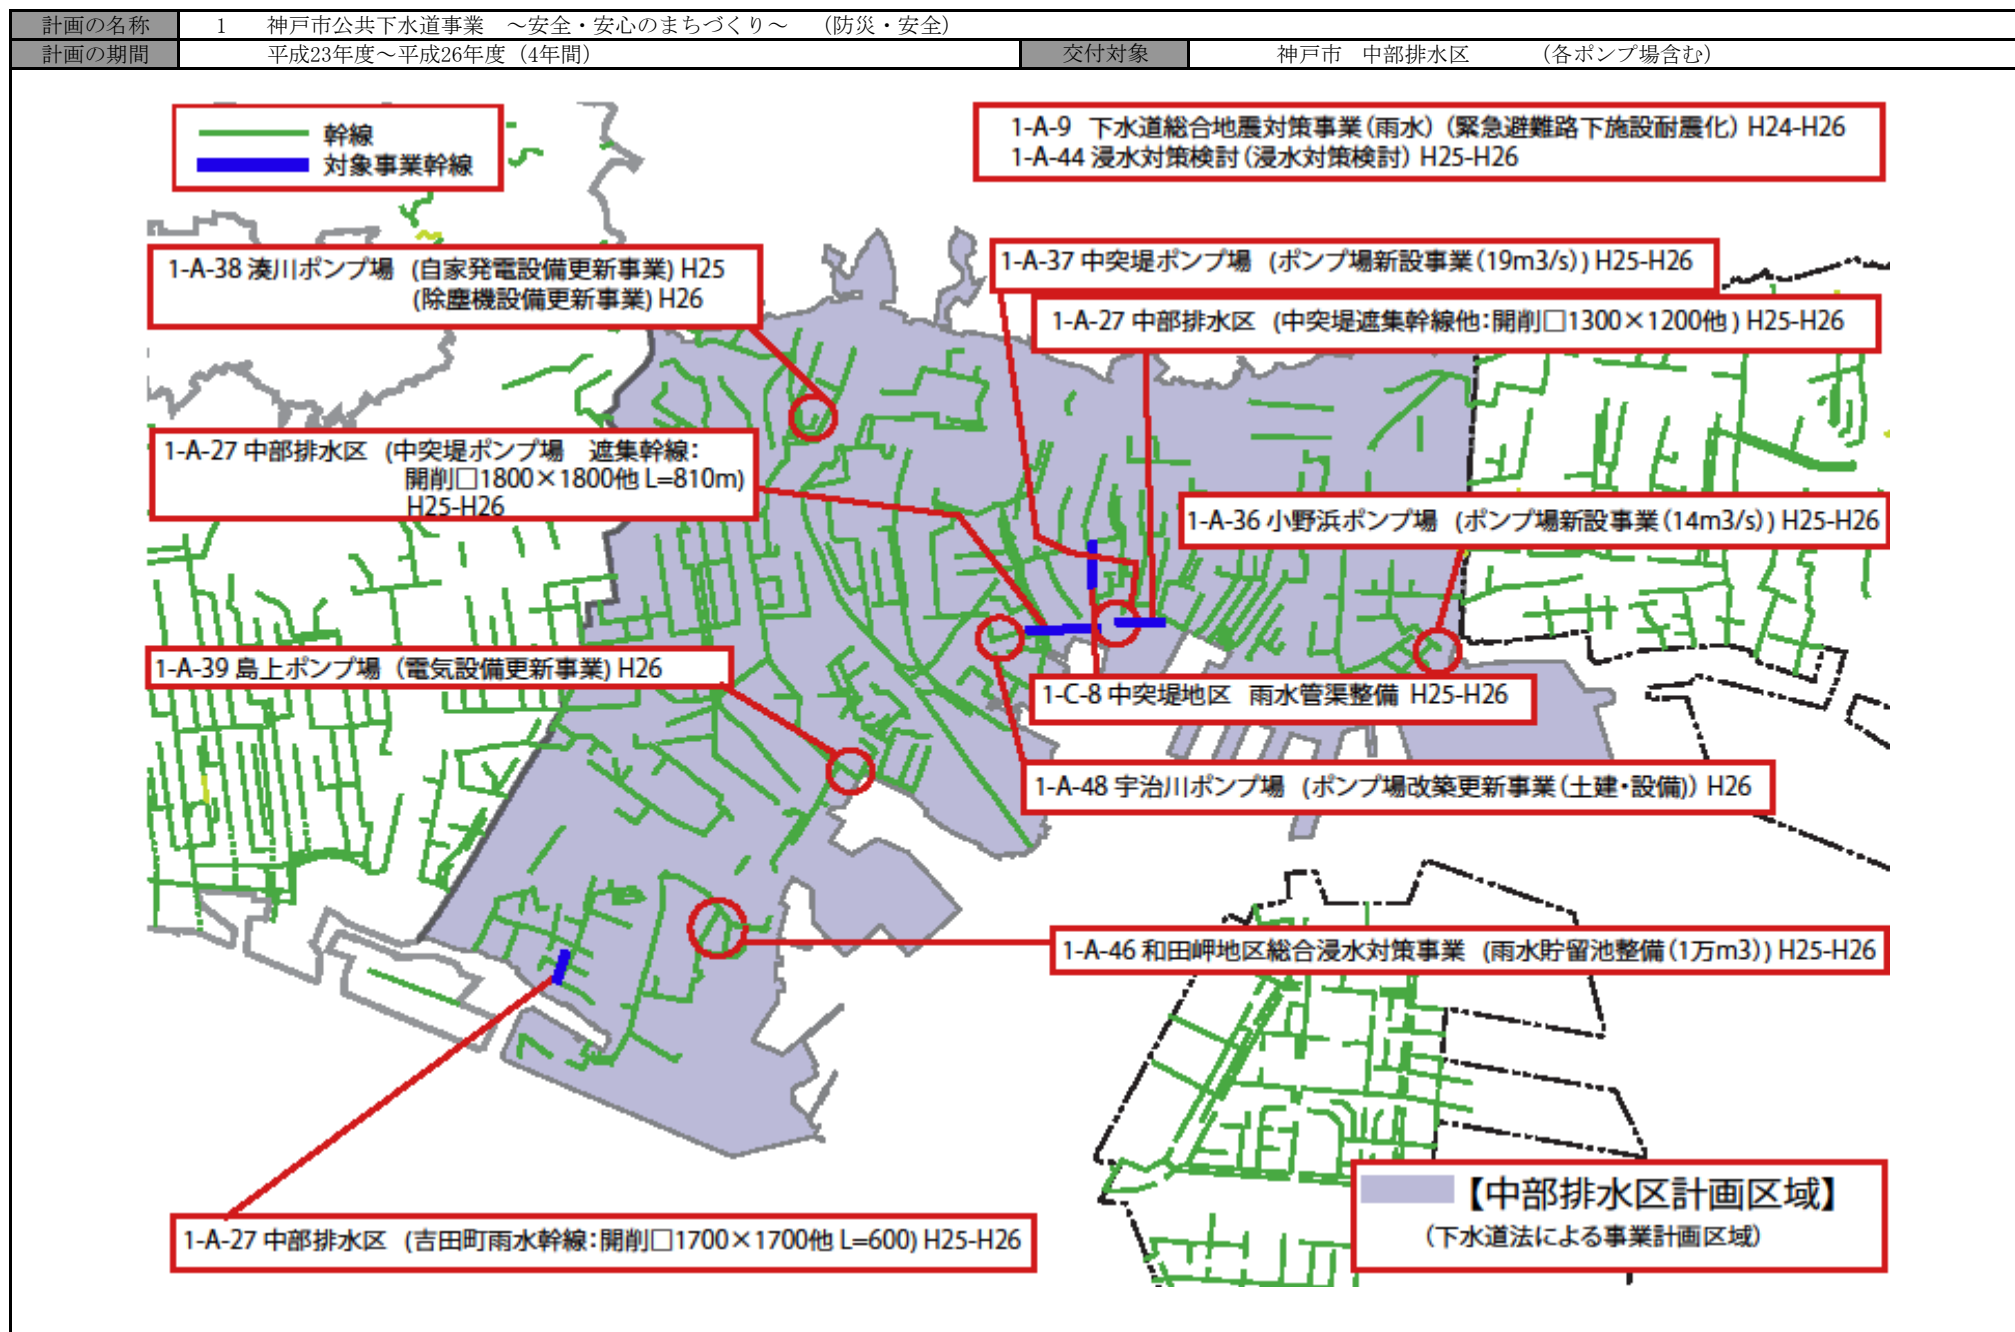 計画の名称 1 神戸市公共下水道事業 ～安全・安心のまちづくり～ （防災・安全）
計画の期間 平成23年度～平成26年度（4年間） 交付対象 神戸市 中部排水区 （各ポンプ場含む）
幹線
対象事業幹線
1-A-9 下水道総合地震対策事業（雨水）（緊急避難路下施設耐震化） H24-H26
1-A-44 浸水対策検討（浸水対策検討） H25-H26
1-A-38 湊川ポンプ場 (自家発電設備更新事業) H25
(除塵機設備更新事業) H26
1-A-37 中突堤ポンプ場 (ポンプ場新設事業（19m3/s）) H25-H26
1-A-27 中部排水区 (中突堤遮集幹線他：開削□1300×1200他 ) H25-H26
1-A-27 中部排水区 (中突堤ポンプ場 遮集幹線：
開削□1800×1800他 L=810m)
H25-H26
1-A-36 小野浜ポンプ場 (ポンプ場新設事業（14m3/s）) H25-H26
1-A-39 島上ポンプ場 (電気設備更新事業) H26
1-C-8 中突堤地区 雨水管渠整備 H25-H26
1-A-48 宇治川ポンプ場 (ポンプ場改築更新事業（土建・設備)) H26
1-A-46 和田岬地区総合浸水対策事業 (雨水貯留池整備（1万m3）) H25-H26
1-A-27 中部排水区 (吉田町雨水幹線：開削□1700×1700他 L=600) H25-H26
【中部排水区計画区域】
（下水道法による事業計画区域）